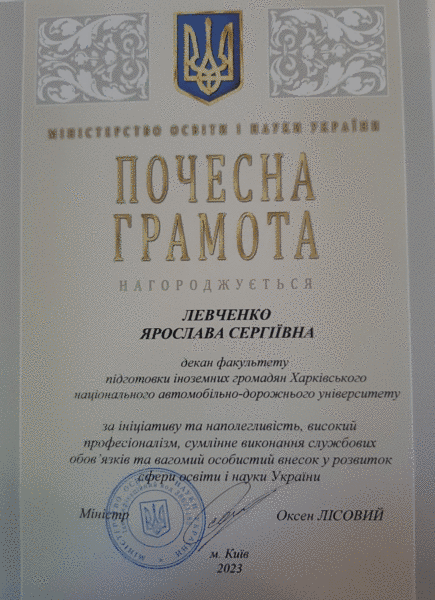 МІНІСТЕРСТВО ОСВІТИ І НАУКИ УКРАЇНИ
ПОЧЕСНА
ГРАМОТА
НАГОРОДЖУЄТЬСЯ
ЛЕВЧЕНКО
ЯРОСЛАВА СЕРГІЇВНА
декан факультету
підготовки іноземних громадян Харківського
національного автомобільно-дорожнього університету
за ініціативу та наполегливість, високий
професіоналізм, сумлінне виконання службових
обов’язків та вагомий особистий внесок у розвиток
сфери освіти і науки України
Міністр Оксен ЛІСОВИЙ
м. Київ
2023